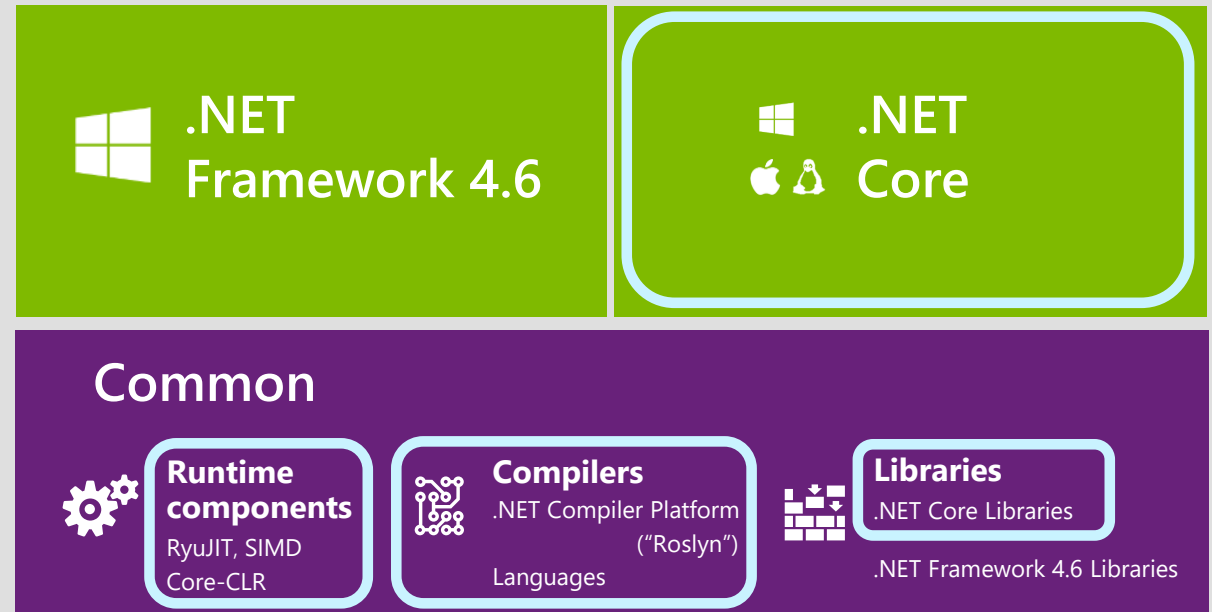 .NET
Framework 4.6
.NET
Core
Common
Runtime
components
RyuJIT, SIMD
Core-CLR
Compilers
.NET Compiler Platform
(“Roslyn”)
Languages
Libraries
.NET Core Libraries
.NET Framework 4.6 Libraries